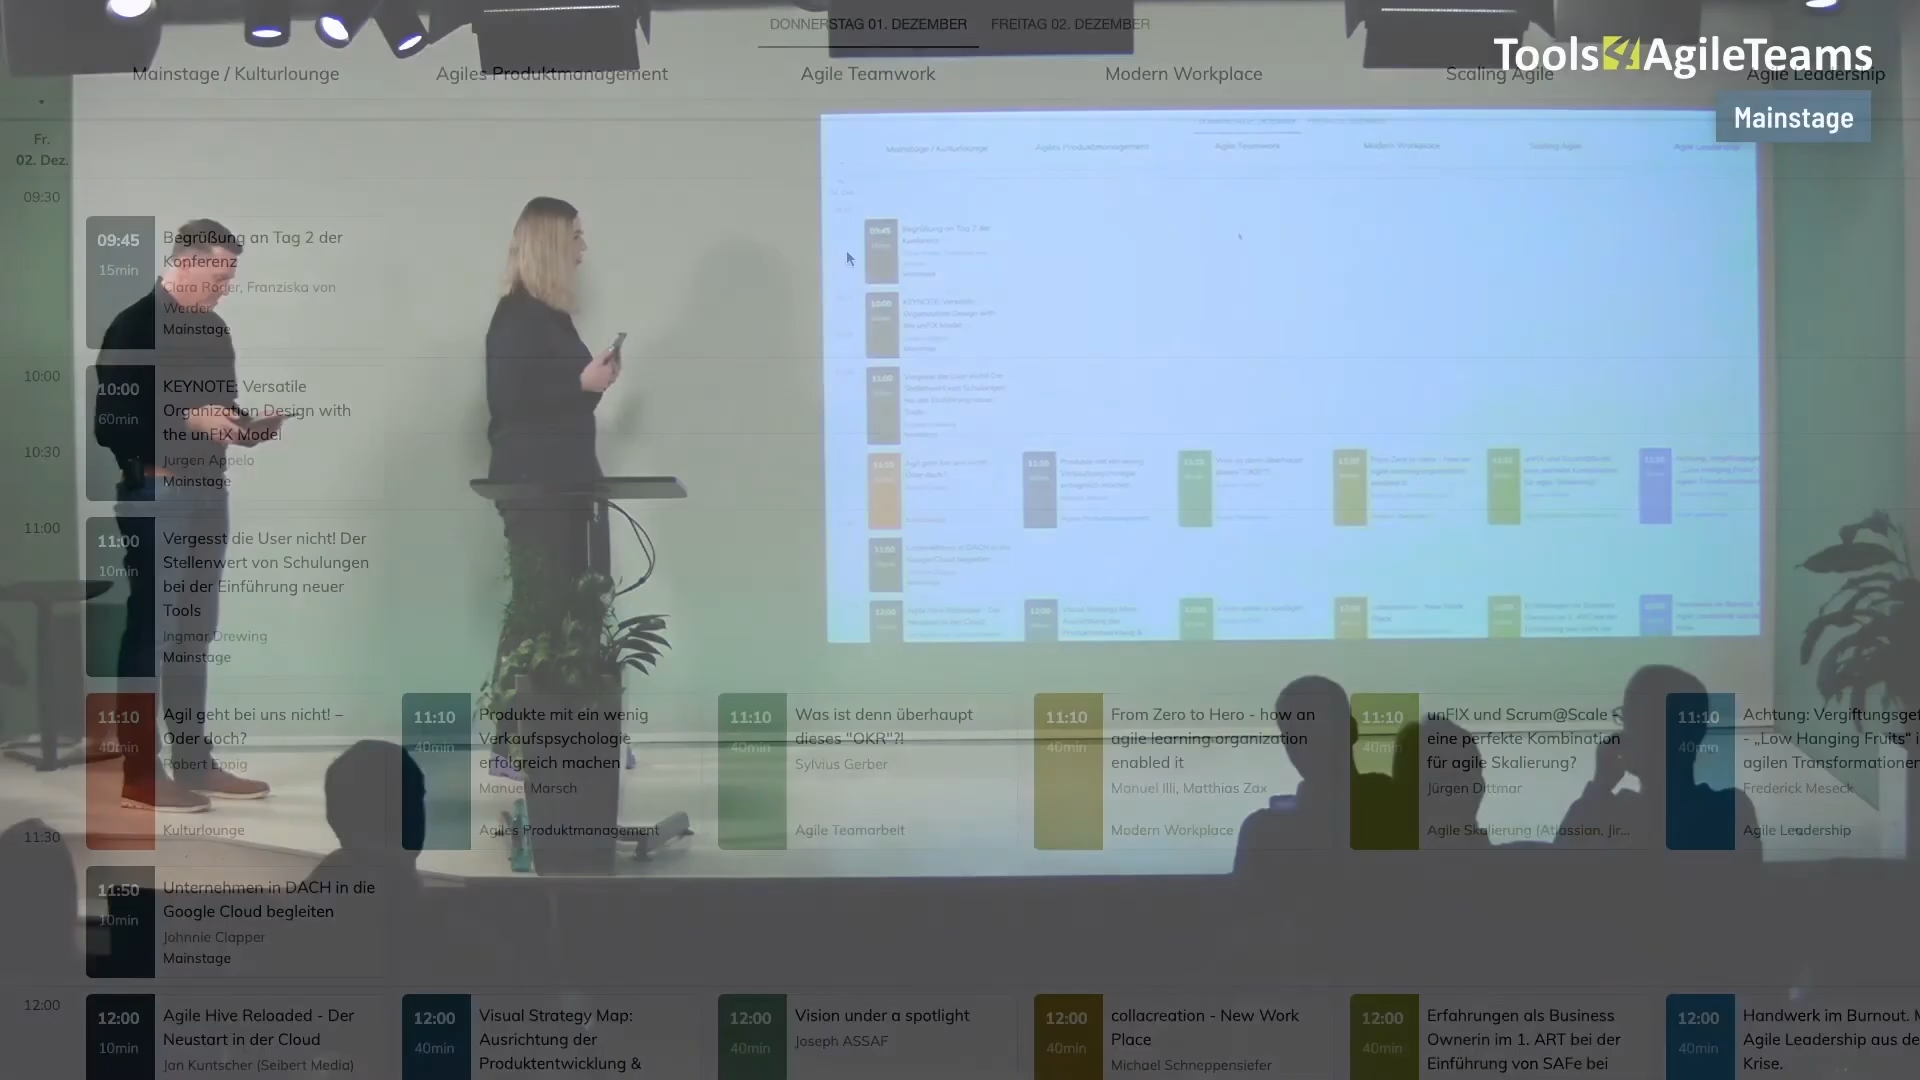 DONNERSTAG 01. DEZEMBER FREITAG 02. DEZEMBER
Tools4AgileTeams
Mainstage
Mainstage / Kulturlounge
Agiles Produktmanagement
Agile Teamwork
Modern Workplace
Scaling Agile
Agile Leadership
Fr.
02. Dez.
09:30
10:00
10:30
11:00
11:30
12:00
09:45
15min
Begrüßung an Tag 2 der
Konferenz
Clara Röder, Franziska von
Werder
Mainstage
10:00
60min
KEYNOTE: Versatile
Organization Design with
the unFIX Model
Jurgen Appelo
Mainstage
11:00
10min
Vergesst die User nicht! Der
Stellenwert von Schulungen
bei der Einführung neuer
Tools
Ingmar Drewing
Mainstage
11:10
40min
Agil geht bei uns nicht! –
Oder doch?
Robert Eppig
Kulturlounge
11:10
40min
Produkte mit ein wenig
Verkaufspsychologie
erfolgreich machen
Manuel Marsch
Agiles Produktmanagement
11:10
40min
Was ist denn überhaupt
dieses "OKR"?!
Sylvius Gerber
Agile Teamarbeit
11:10
40min
From Zero to Hero - how an
agile learning organization
enabled it
Manuel Illi, Matthias Zax
Modern Workplace
11:10
40min
unFIX und Scrum@Scale -
eine perfekte Kombination
für agile Skalierung?
Jürgen Dittmar
Agile Skalierung (Atlassian, Jir...
11:10
40min
Achtung: Vergiftungsgef
- „Low Hanging Fruits“ i
agilen Transformationen
Frederick Meseck
Agile Leadership
11:50
10min
Unternehmen in DACH in die
Google Cloud begleiten
Johnnie Clapper
Mainstage
12:00
10min
Agile Hive Reloaded - Der
Neustart in der Cloud
Jan Kuntscher (Seibert Media)
12:00
40min
Visual Strategy Map:
Ausrichtung der
Produktentwicklung &
12:00
40min
Vision under a spotlight
Joseph ASSAF
12:00
40min
collacreation - New Work
Place
Michael Schneppensiefer
12:00
40min
Erfahrungen als Business
Ownerin im 1. ART bei der
Einführung von SAFe bei
12:00
40min
Handwerk im Burnout. M
Agile Leadership aus de
Krise.